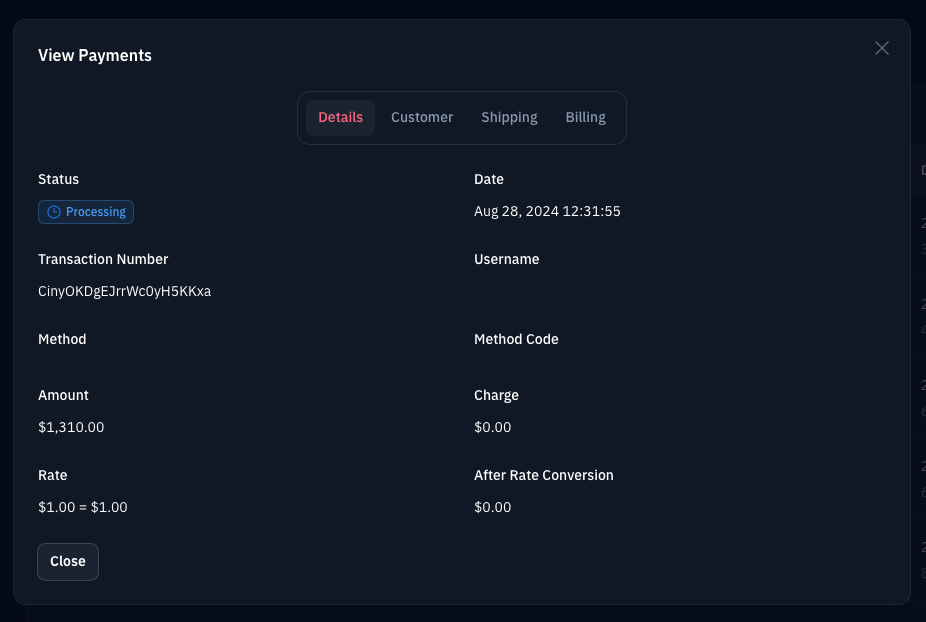 View Payments
Details Customer Shipping Billing
Status Date
Processing Aug 28, 2024 12:31:55
Transaction Number Username
CinyOKDgEJrrWc0yH5KKxa
Method Method Code
Amount Charge
$1,310.00 $0.00
Rate After Rate Conversion
$1.00 = $1.00 $0.00
Close